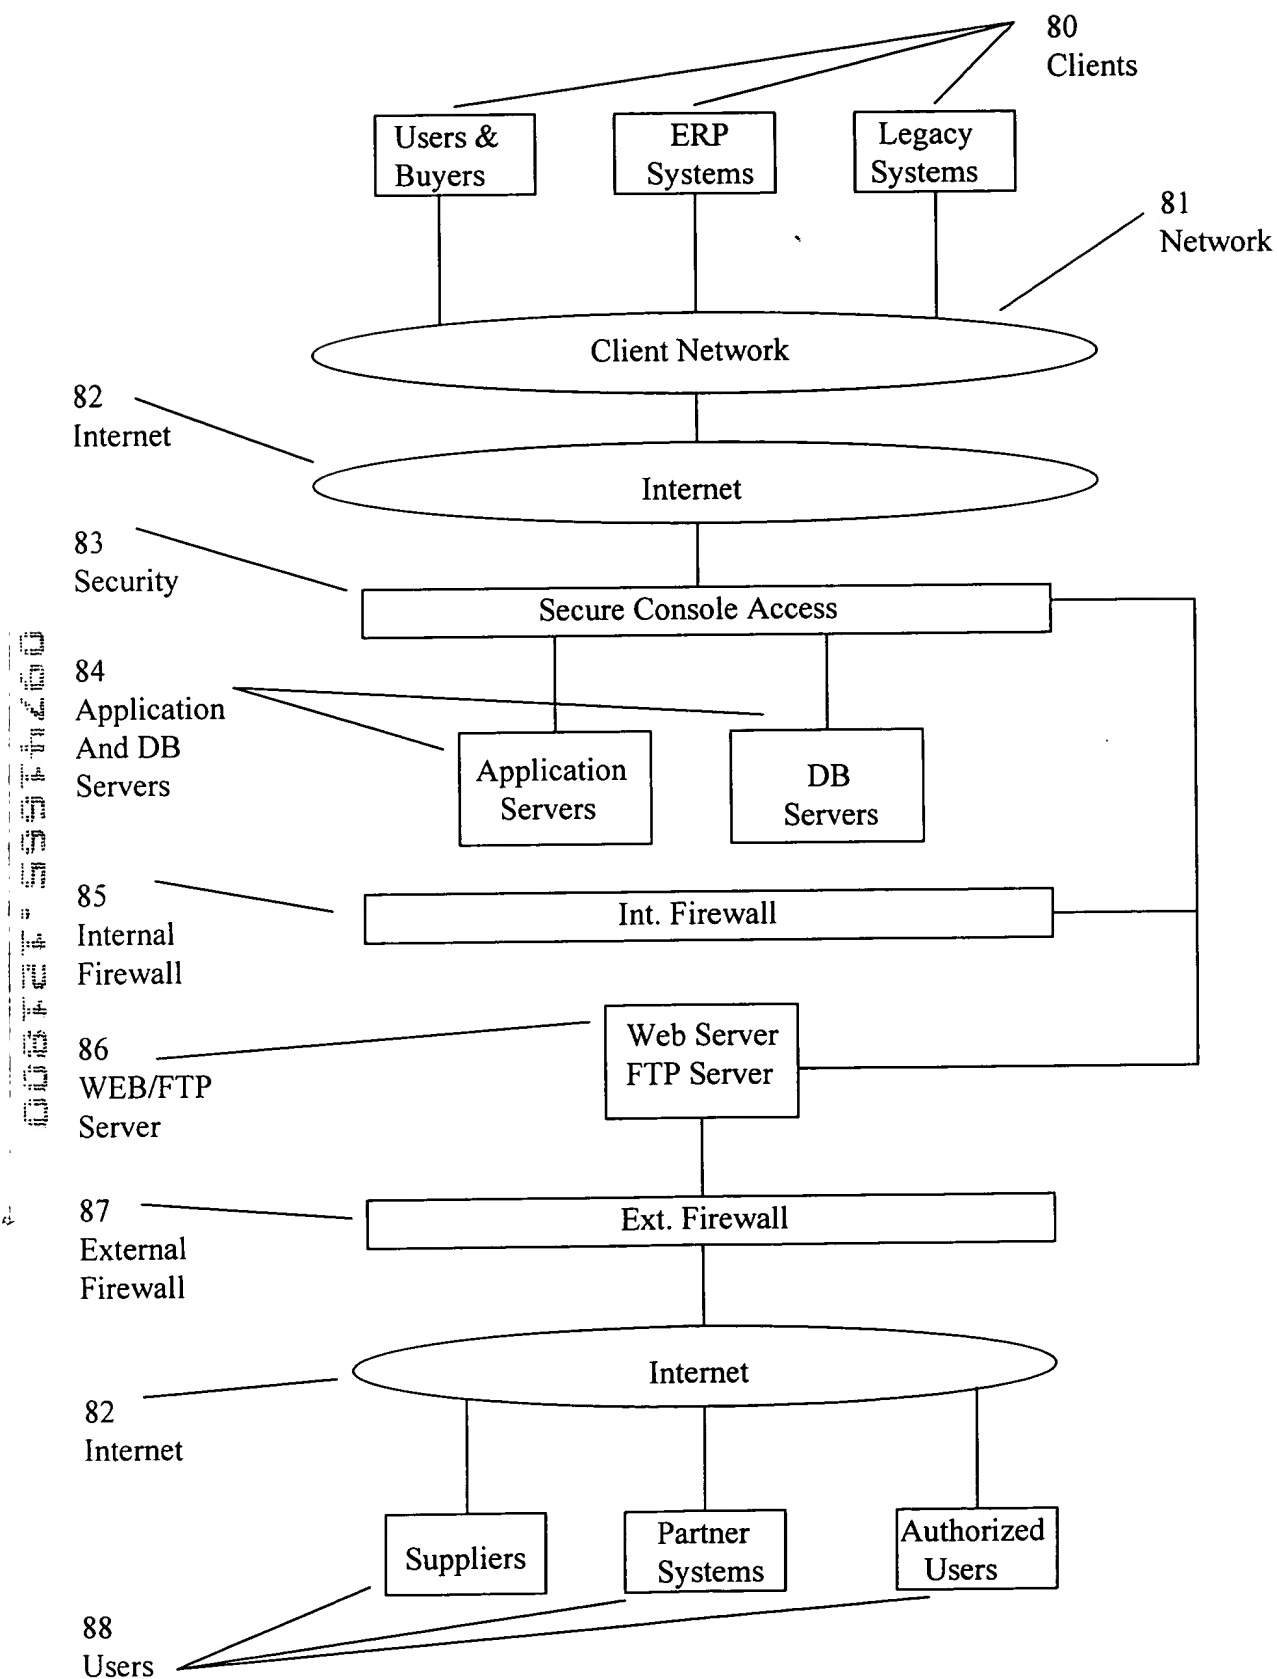 80
Clients
Users &
Buyers
ERP
Systems
Legacy
Systems
81
Network
Client Network
82
Internet
Internet
83
Security
Secure Console Access
84
Application
And DB
Servers
Application
Servers
DB
Servers
85
Internal
Firewall
Int. Firewall
86
WEB/FTP
Server
Web Server
FTP Server
87
External
Firewall
Ext. Firewall
82
Internet
Internet
Suppliers
Partner
Systems
Authorized
Users
88
Users